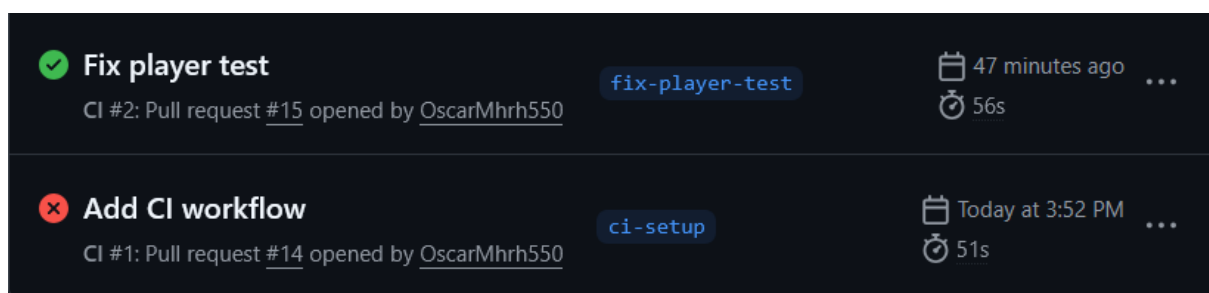 Fix player test
CI #2: Pull request #15 opened by OscarMhrh550
fix-player-test
47 minutes ago
56s
Add CI workflow
CI #1: Pull request #14 opened by OscarMhrh550
ci-setup
Today at 3:52 PM
51s